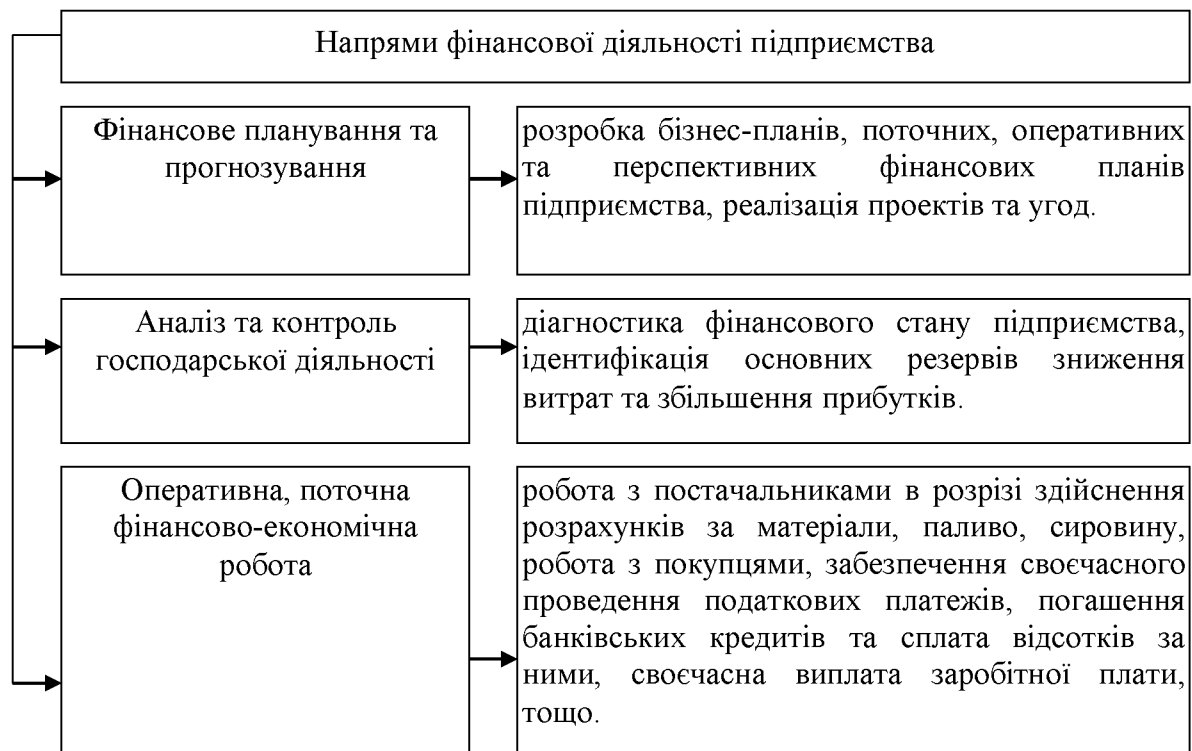 Напрями фінансової діяльності підприємства
Фінансове планування та
прогнозування
розробка бізнес-планів, поточних, оперативних
та перспективних фінансових планів
підприємства, реалізація проектів та угод.
Аналіз та контроль
господарської діяльності
діагностика фінансового стану підприємства,
ідентифікація основних резервів зниження
витрат та збільшення прибутків.
Оперативна, поточна
фінансово-економічна
робота
робота з постачальниками в розрізі здійснення
розрахунків за матеріали, паливо, сировину,
робота з покупцями, забезпечення своєчасного
проведення податкових платежів, погашення
банківських кредитів та сплата відсотків за
ними, своєчасна виплата заробітної плати,
тощо.